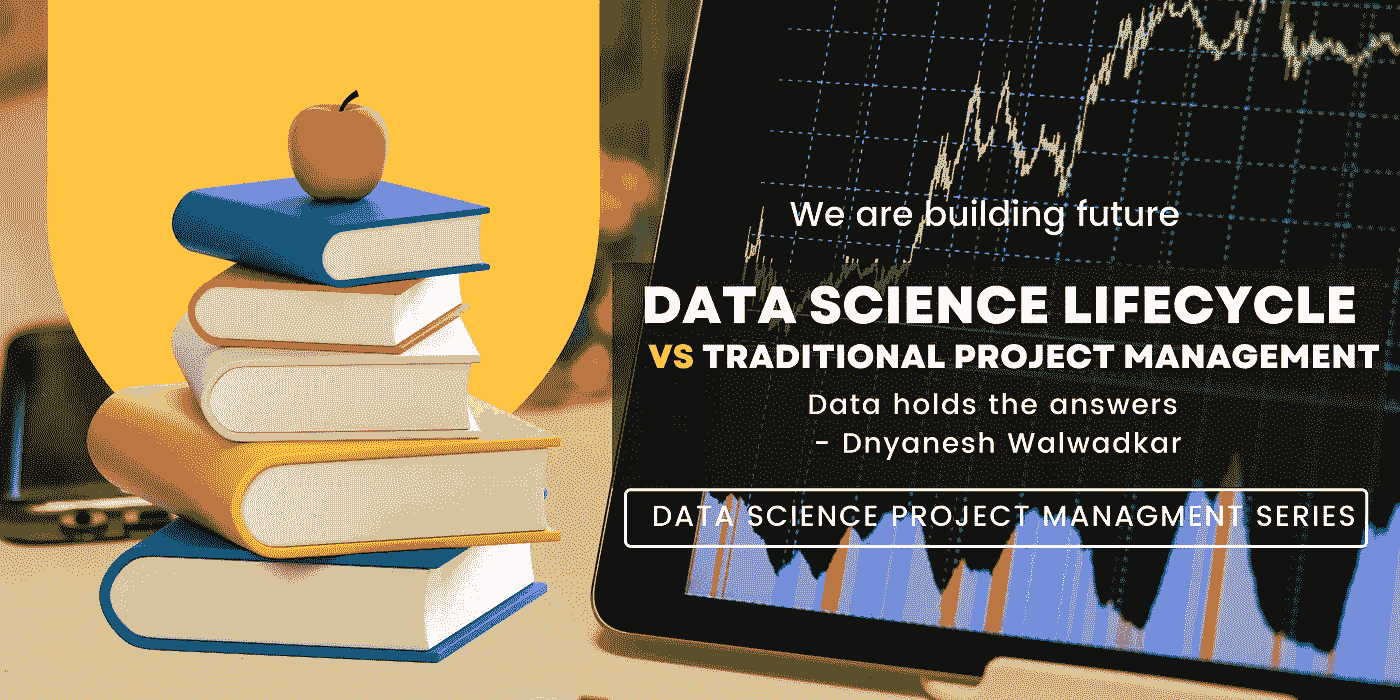 We are building future
DATA SCIENCE LIFECYCLE
VS TRADITIONAL PROJECT MANAGEMENT
Data holds the answers
- Dnyanesh Walwadkar
DATA SCIENCE PROJECT MANAGMENT SERIES